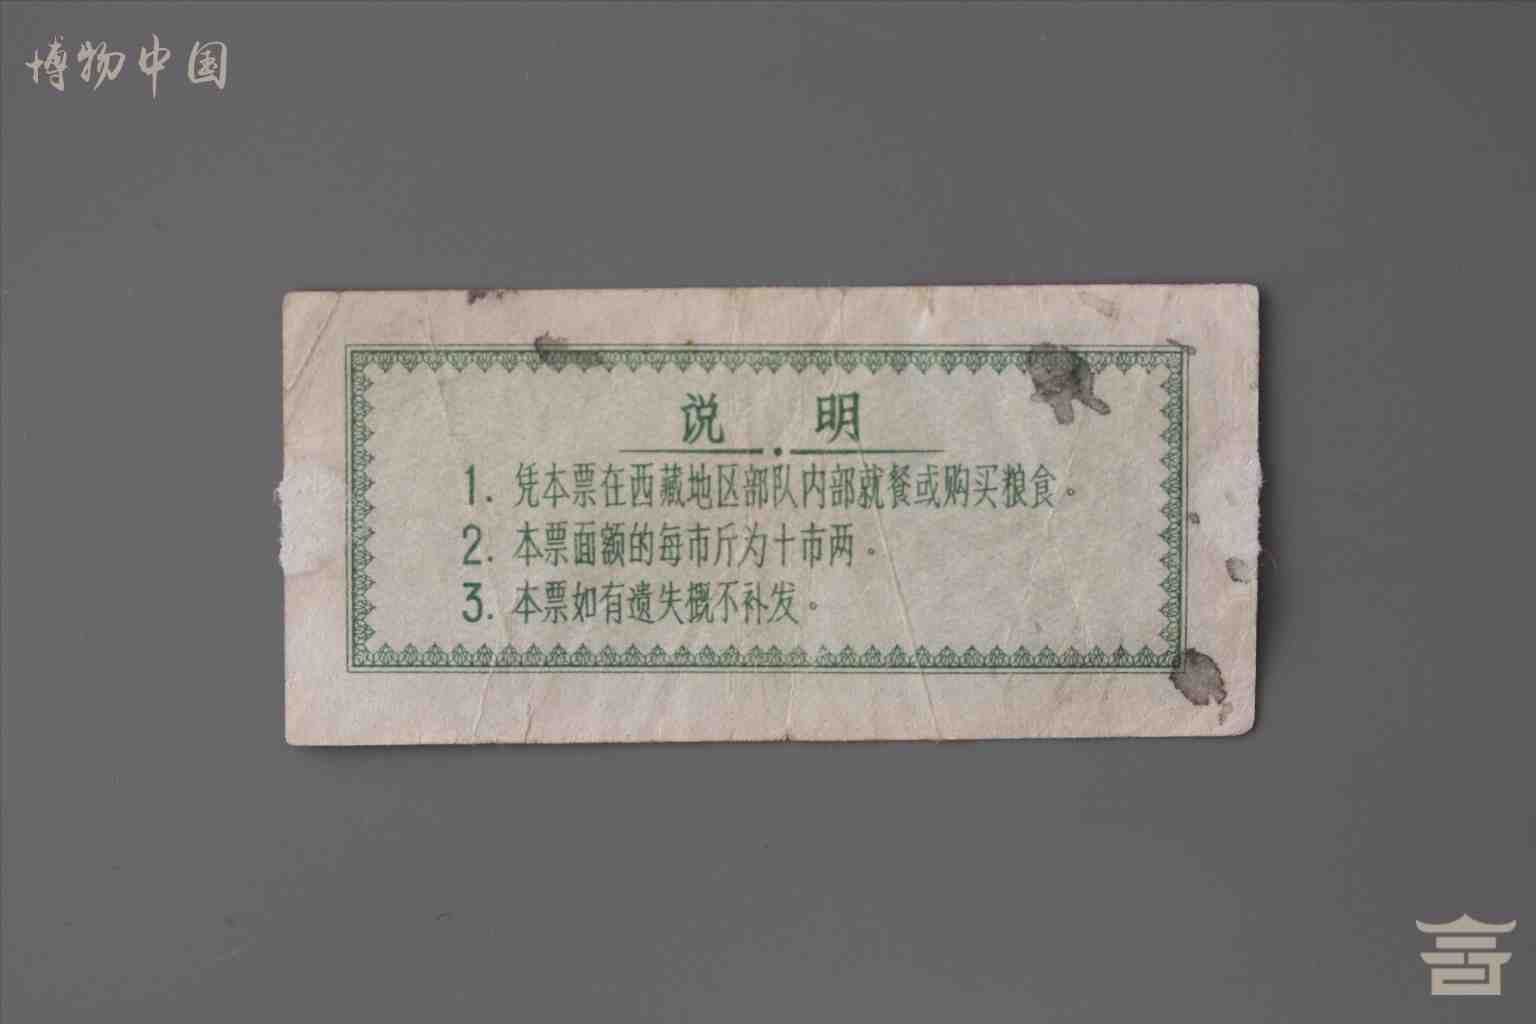 博物中国
说 明
1. 凭本票在西藏地区部队内部就餐或购买粮食。
2. 本票面额的每市斤为十市两。
3. 本票如有遗失概不补发。